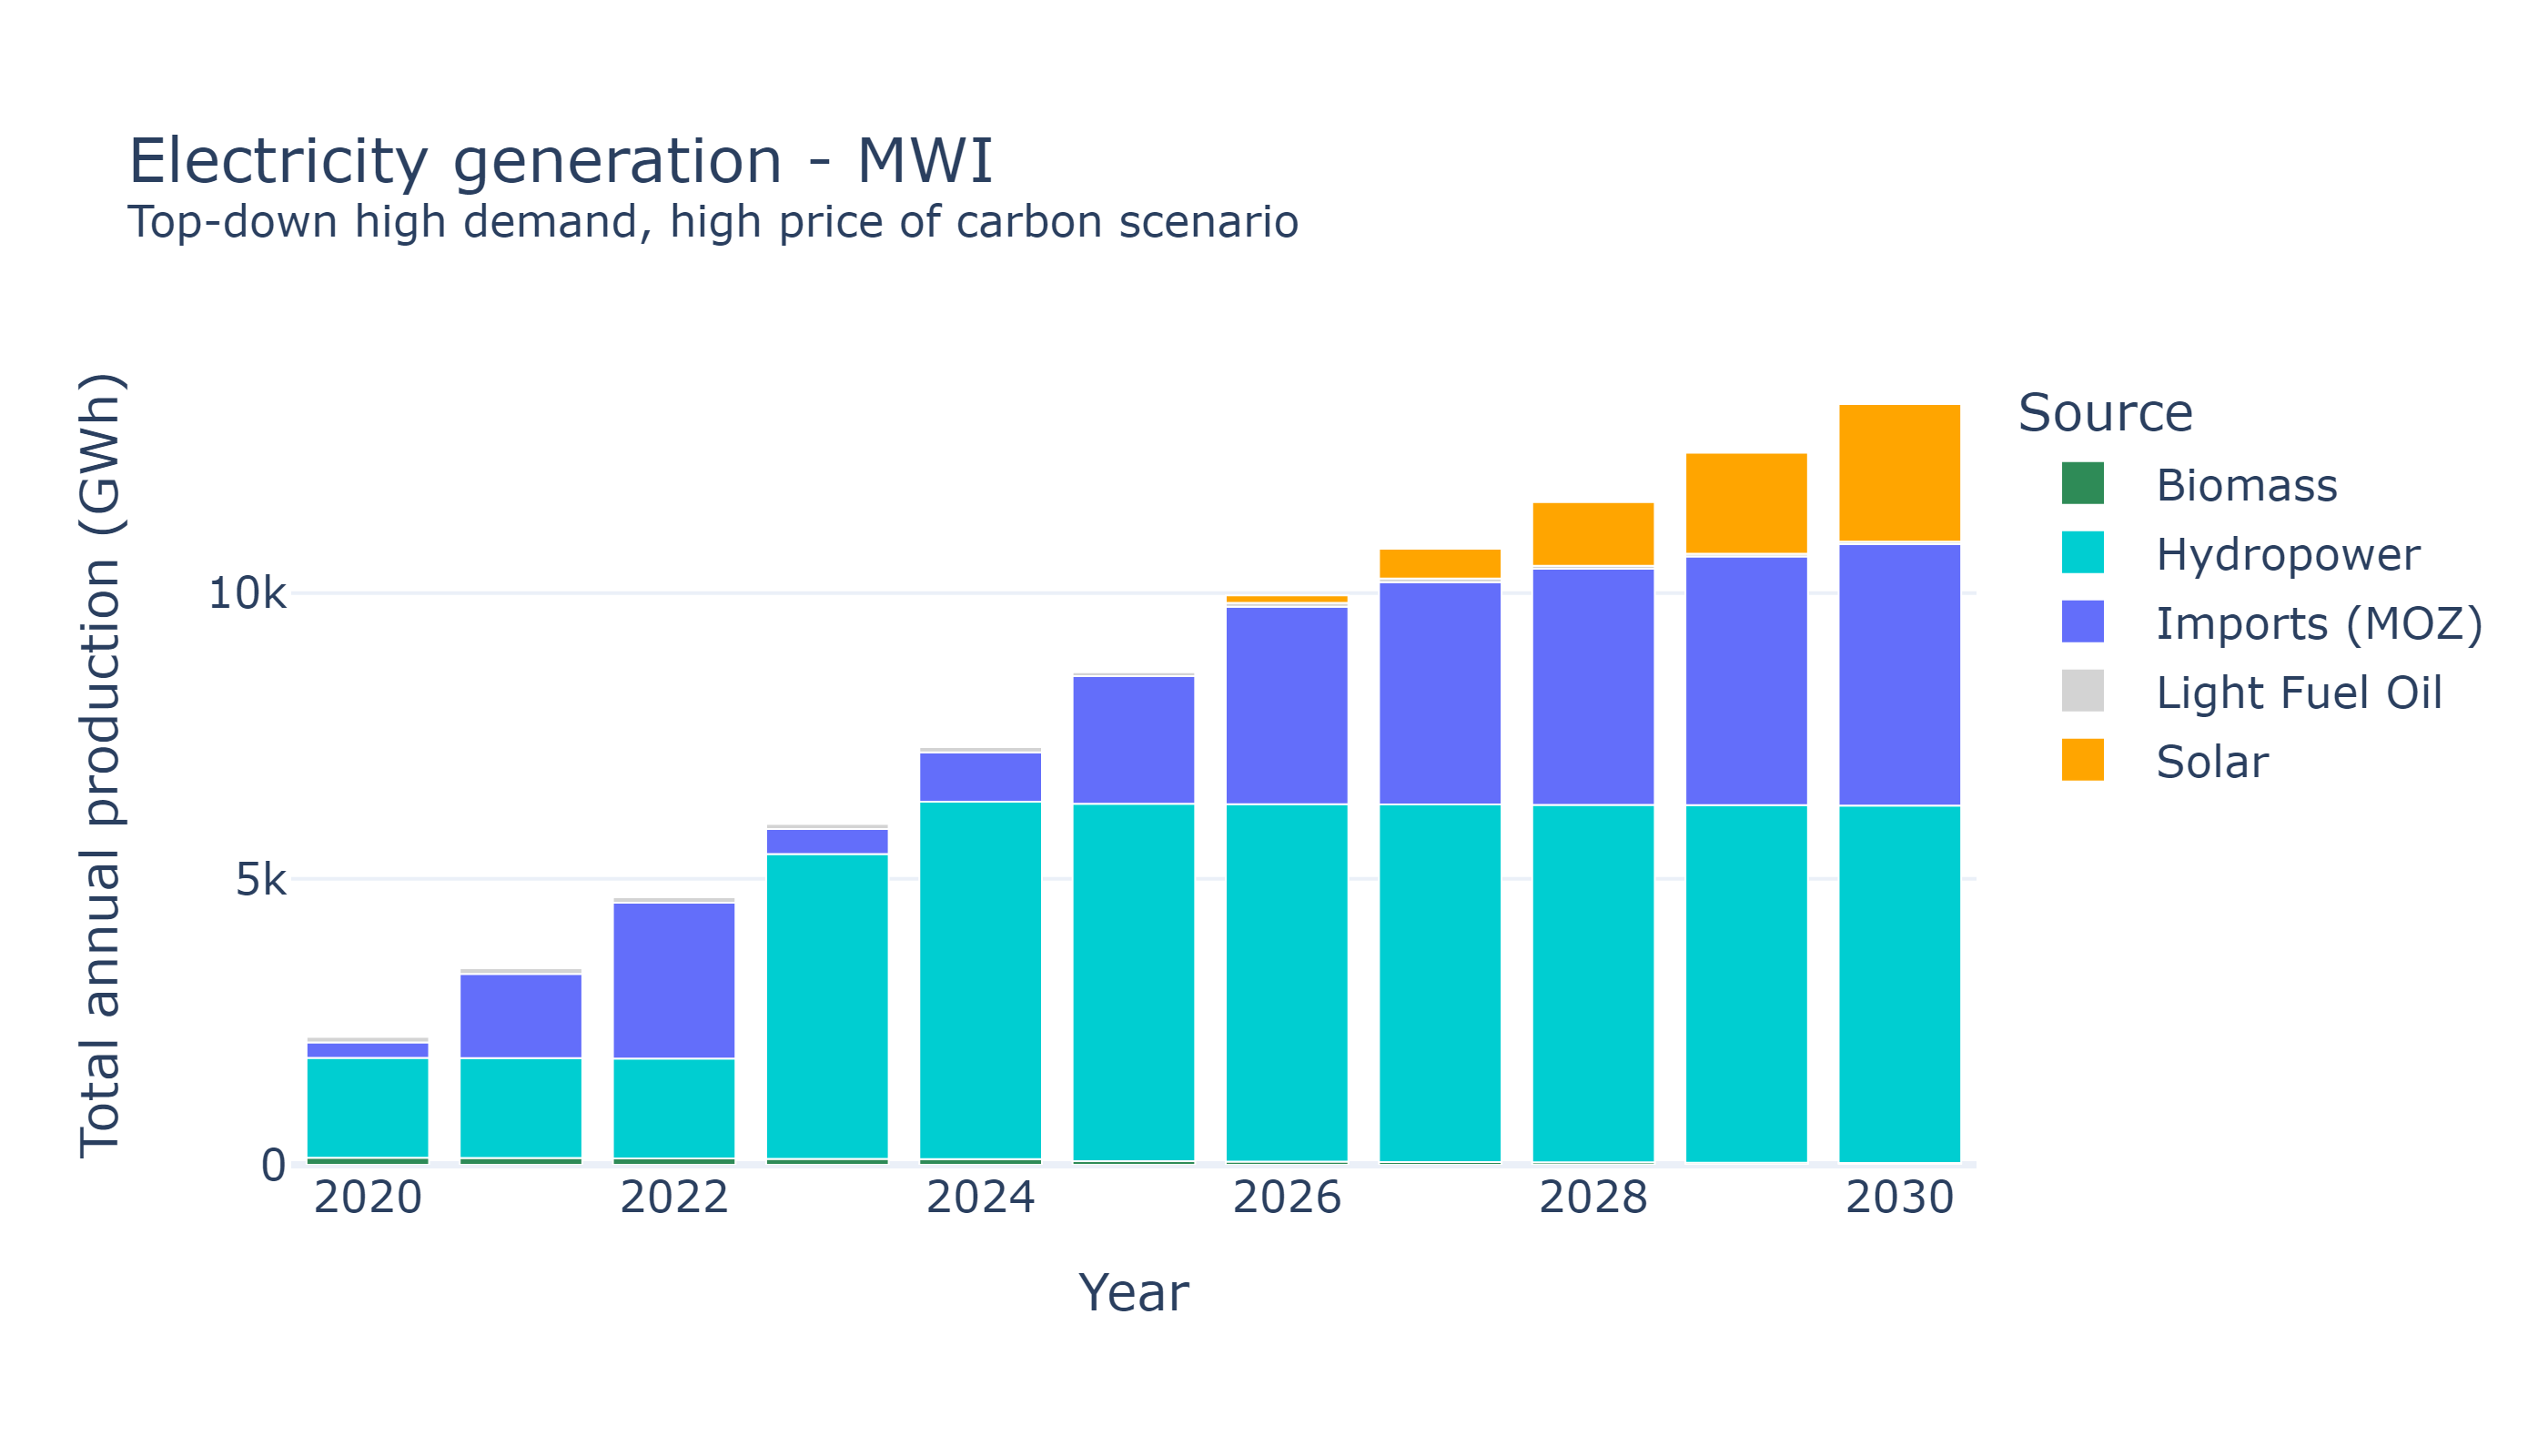 Electricity generation - MWI
Top-down high demand, high price of carbon scenario
Total annual production (GWh)
10k
5k
0
2020
2022
2024
2026
2028
2030
Year
Source
Biomass
Hydropower
Imports (MOZ)
Light Fuel Oil
Solar